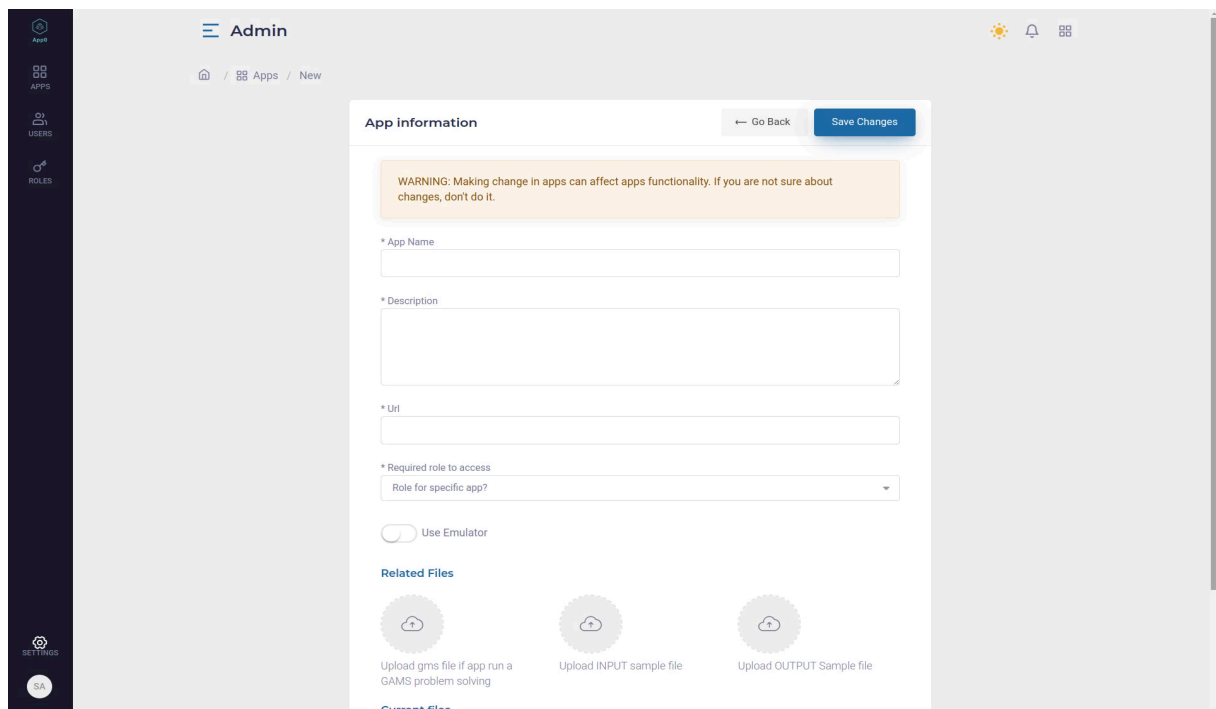 App0
APPS
USERS
ROLES
SETTINGS
SA
Admin
/ Apps / New
App information
← Go Back
Save Changes
WARNING: Making change in apps can affect apps functionality. If you are not sure about
changes, don't do it.
* App Name
* Description
* Url
* Required role to access
Role for specific app?
Use Emulator
Related Files
Upload gms file if app run a
GAMS problem solving
Upload INPUT sample file
Upload OUTPUT Sample file
Current files